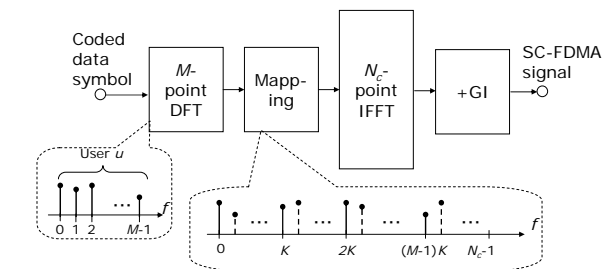 Coded
data
symbol
M-
point
DFT
Mapp-
ing
Nc-
point
IFFT
+GI
SC-FDMA
signal
User u
...
f
0 1 2 M-1
... ... ... ...
f
0 K 2K (M-1)K Nc-1